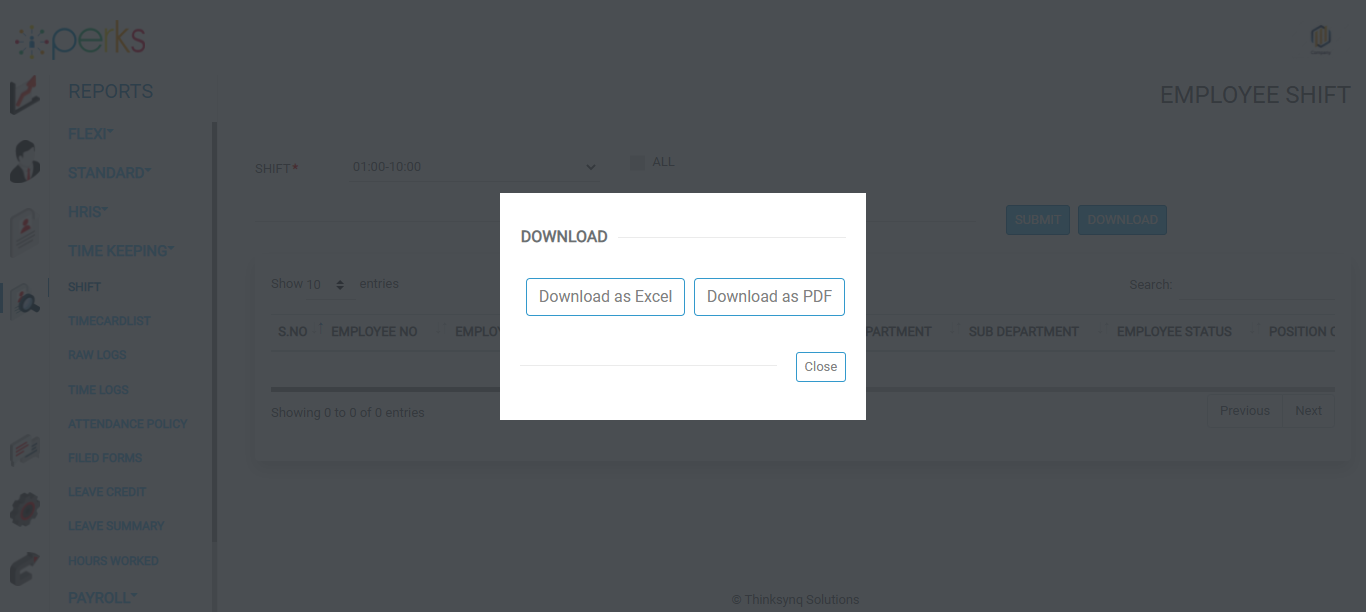 perks
REPORTS
EMPLOYEE SHIFT
FLEXI
STANDARD
HRIS
TIME KEEPING
SHIFT
TIMECARDLIST
RAW LOGS
TIME LOGS
ATTENDANCE POLICY
FILED FORMS
LEAVE CREDIT
LEAVE SUMMARY
HOURS WORKED
PAYROLL
SHIFT* 01:00-10:00 ALL
SUBMIT DOWNLOAD
Show 10 entries Search:
S.NO EMPLOYEE NO EMPLO PARTMENT SUB DEPARTMENT EMPLOYEE STATUS POSITION
Showing 0 to 0 of 0 entries Previous Next
DOWNLOAD
Download as Excel Download as PDF
Close
© Thinksynq Solutions